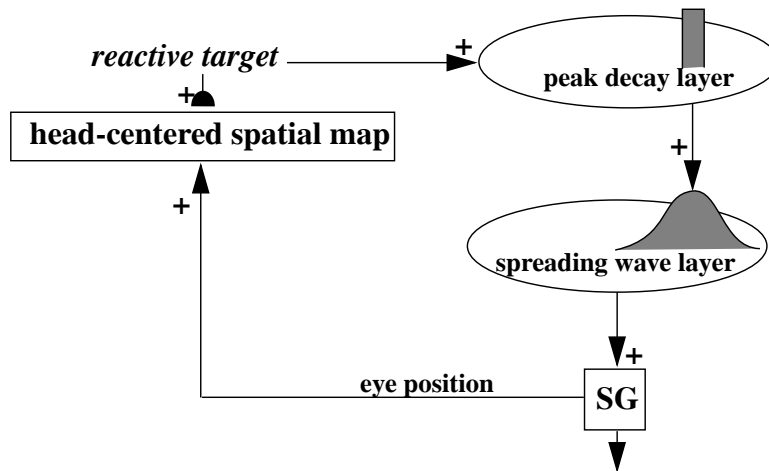 reactive target
+
+
peak decay layer
head-centered spatial map
+
+
spreading wave layer
+
eye position
SG